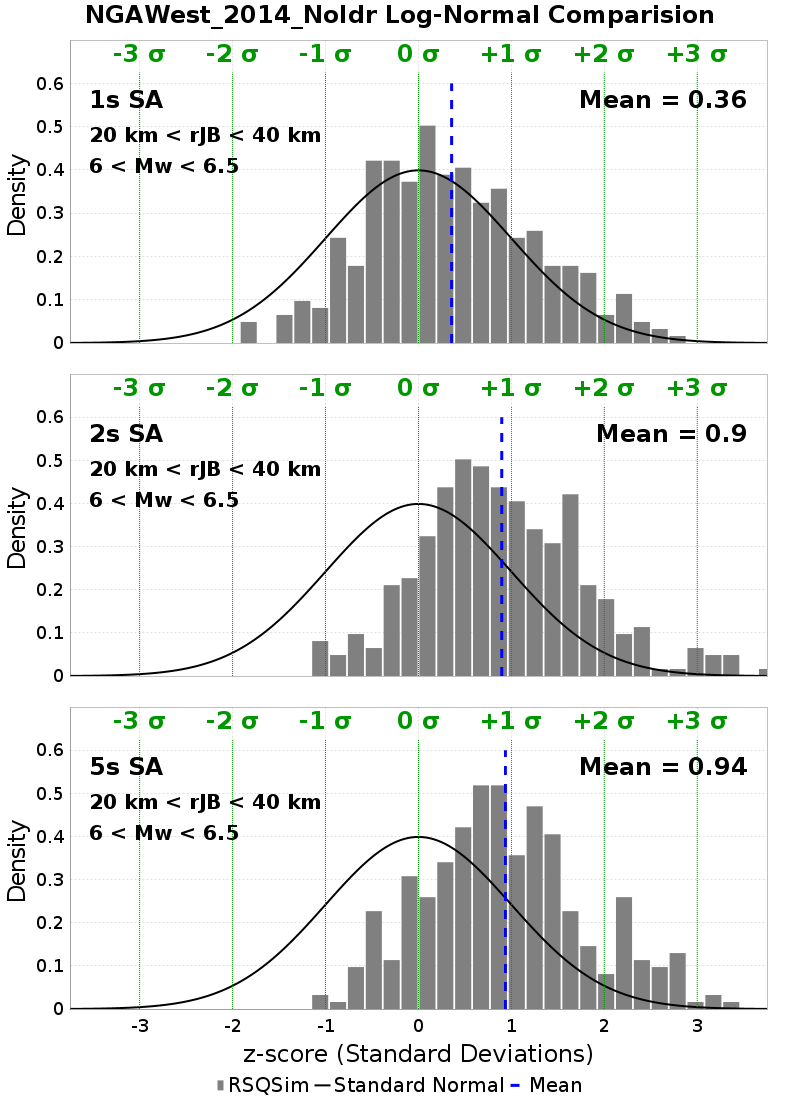 NGAWest_2014_NoIdr Log-Normal Comparision
-3 σ -2 σ -1 σ 0 σ +1 σ +2 σ +3 σ
1s SA
Mean = 0.36
20 km < rJB < 40 km
6 < Mw < 6.5
Density
0.6
0.5
0.4
0.3
0.2
0.1
0
-3 σ -2 σ -1 σ 0 σ +1 σ +2 σ +3 σ
2s SA
Mean = 0.9
20 km < rJB < 40 km
6 < Mw < 6.5
Density
0.6
0.5
0.4
0.3
0.2
0.1
0
-3 σ -2 σ -1 σ 0 σ +1 σ +2 σ +3 σ
5s SA
Mean = 0.94
20 km < rJB < 40 km
6 < Mw < 6.5
Density
0.6
0.5
0.4
0.3
0.2
0.1
0
-3 -2 -1 0 1 2 3
z-score (Standard Deviations)
RSQSim Standard Normal Mean